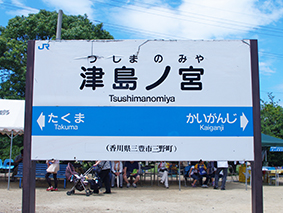 JR
つしまのみや
津島ノ宮
Tsushimanomiya
たくま かいがんじ
Takuma Kaiganji
(香川県三豊市三野町)